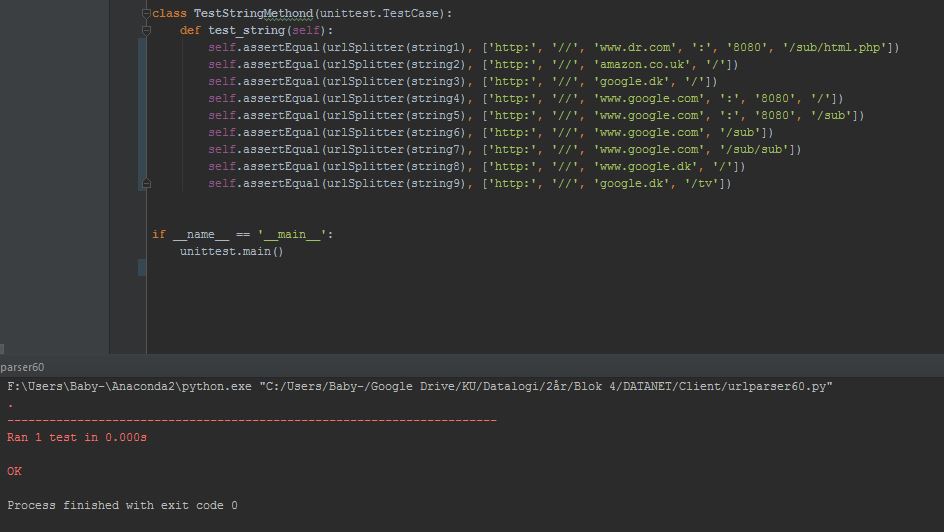 class TestStringMethond(unittest.TestCase):
def test_string(self):
self.assertEqual(urlSplitter(string1), ['http:', '//', 'www.dr.com', ':', '8080', '/sub/html.php'])
self.assertEqual(urlSplitter(string2), ['http:', '//', 'amazon.co.uk', '/'])
self.assertEqual(urlSplitter(string3), ['http:', '//', 'google.dk', '/'])
self.assertEqual(urlSplitter(string4), ['http:', '//', 'www.google.com', ':', '8080', '/'])
self.assertEqual(urlSplitter(string5), ['http:', '//', 'www.google.com', ':', '8080', '/sub'])
self.assertEqual(urlSplitter(string6), ['http:', '//', 'www.google.com', '/sub'])
self.assertEqual(urlSplitter(string7), ['http:', '//', 'www.google.com', '/sub/sub'])
self.assertEqual(urlSplitter(string8), ['http:', '//', 'www.google.dk', '/'])
self.assertEqual(urlSplitter(string9), ['http:', '//', 'google.dk', '/tv'])
if __name__ == '__main__':
unittest.main()
parser60
F:\Users\Baby-\Anaconda2\python.exe "C:/Users/Baby-/Google Drive/KU/Datalogi/2år/Blok 4/DATANET/Client/urlparser60.py"
.
----------------------------------------------------------------------
Ran 1 test in 0.000s
OK
Process finished with exit code 0